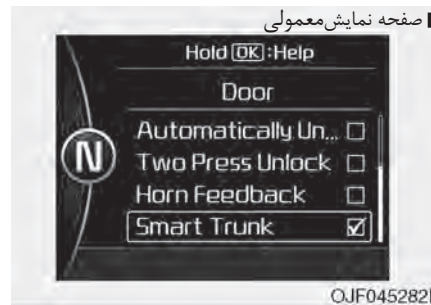 صفحه نمایش معمولی
Hold OK :Help
Door
Automatically Un...
Two Press Unlock
Horn Feedback
Smart Trunk
N
OJF045282